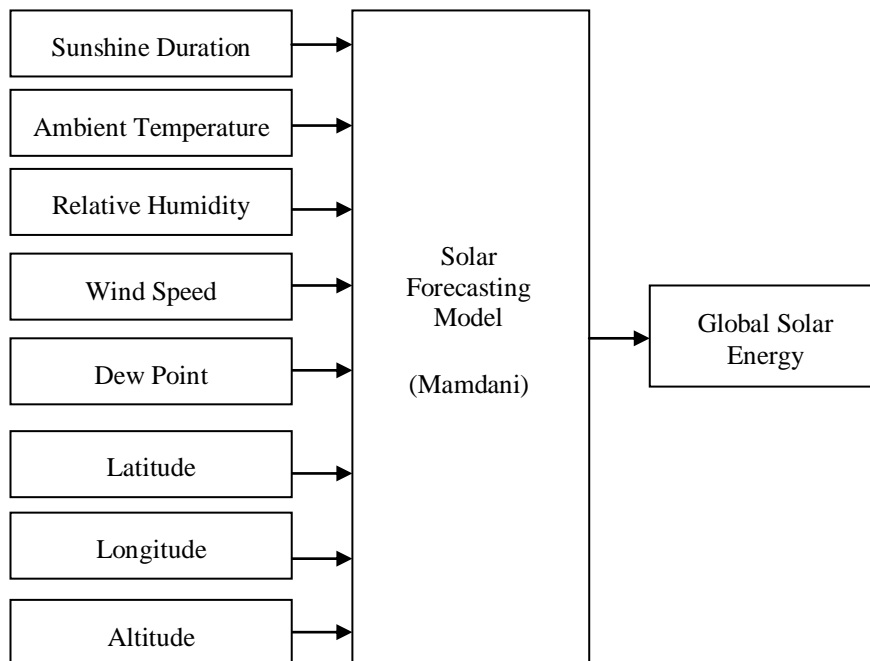 Sunshine Duration
Ambient Temperature
Relative Humidity
Wind Speed
Dew Point
Latitude
Longitude
Altitude
Solar
Forecasting
Model
(Mamdani)
Global Solar
Energy